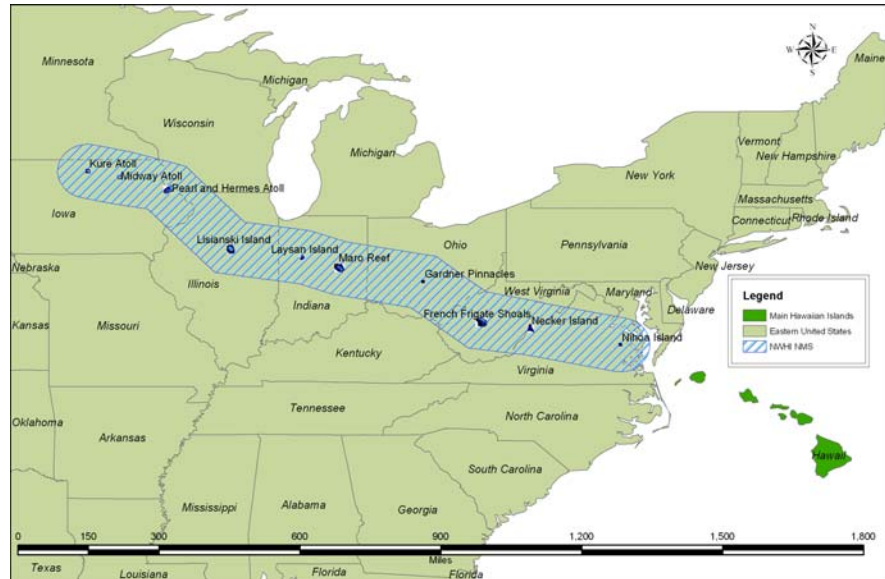 N
W E
S
Minnesota
Michigan
Maine
Wisconsin
Vermont
Michigan
New York
New Hampshire
Kure Atoll
Midway Atoll
Pearl and Hermes Atoll
Massachusetts
Iowa
Connecticut
Rhode Island
Lisianski Island
Laysan Island
Maro Reef
Ohio
Pennsylvania
Nebraska
Illinois
Indiana
Gardner Pinnacles
New Jersey
West Virginia
Maryland
Delaware
Legend
Main Hawaiian Islands
Eastern United States
NWHI NMS
Kansas
Missouri
French Frigate Shoals
Necker Island
Nihoa Island
Kentucky
Virginia
Oklahoma
Tennessee
North Carolina
Arkansas
South Carolina
Hawaii
Mississippi
Alabama
Georgia
0 150 300 600 900 1,200 1,500 1,800
Miles
Texas
Louisiana
Florida
Florida